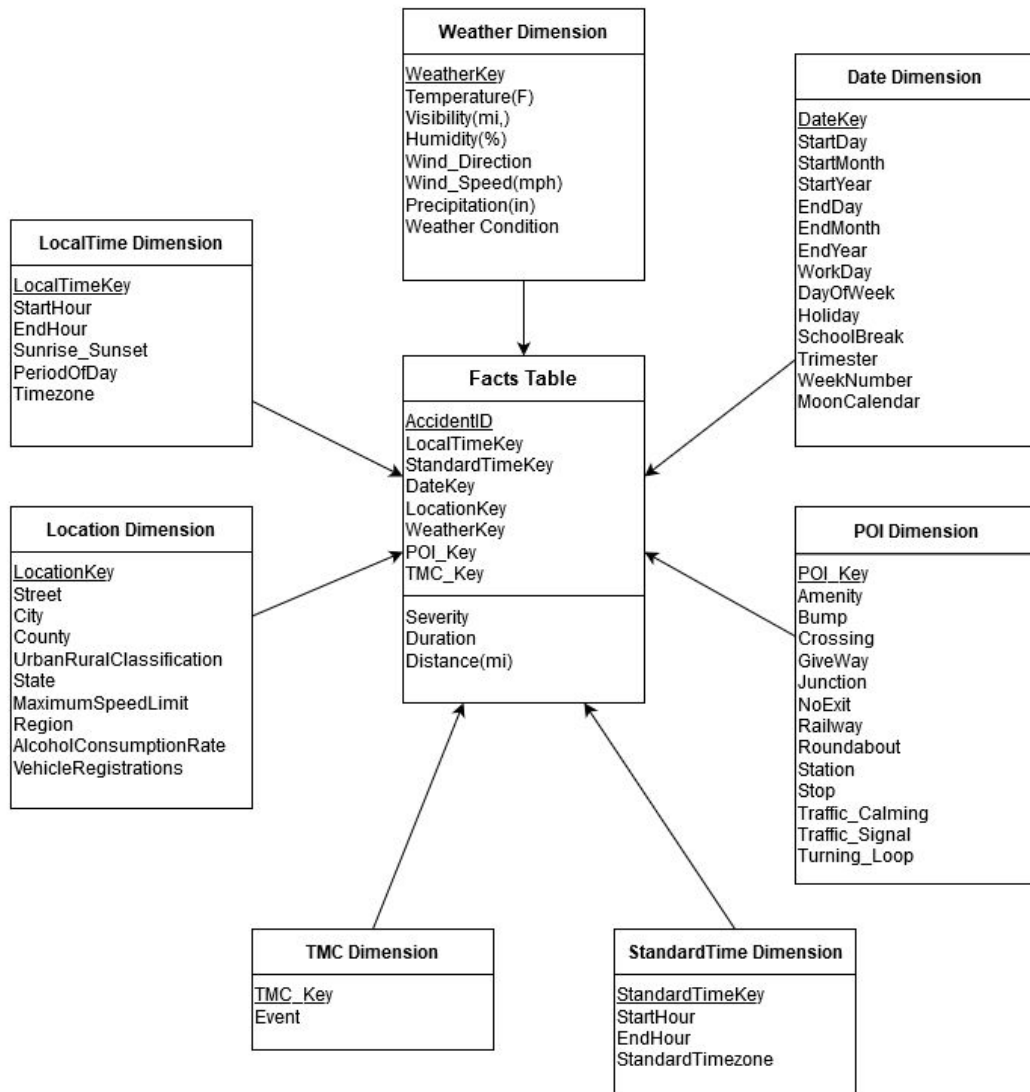 Weather Dimension
WeatherKey
Temperature(F)
Visibility(mi,)
Humidity(%)
Wind_Direction
Wind_Speed(mph)
Precipitation(in)
Weather Condition
Date Dimension
DateKey
StartDay
StartMonth
StartYear
EndDay
EndMonth
EndYear
WorkDay
DayOfWeek
Holiday
SchoolBreak
Trimester
WeekNumber
MoonCalendar
LocalTime Dimension
LocalTimeKey
StartHour
EndHour
Sunrise_Sunset
PeriodOfDay
Timezone
Facts Table
AccidentID
LocalTimeKey
StandardTimeKey
DateKey
LocationKey
WeatherKey
POI_Key
TMC_Key
Severity
Duration
Distance(mi)
Location Dimension
LocationKey
Street
City
County
UrbanRuralClassification
State
MaximumSpeedLimit
Region
AlcoholConsumptionRate
VehicleRegistrations
POI Dimension
POI_Key
Amenity
Bump
Crossing
GiveWay
Junction
NoExit
Railway
Roundabout
Station
Stop
Traffic_Calming
Traffic_Signal
Turning_Loop
TMC Dimension
TMC_Key
Event
StandardTime Dimension
StandardTimeKey
StartHour
EndHour
StandardTimezone